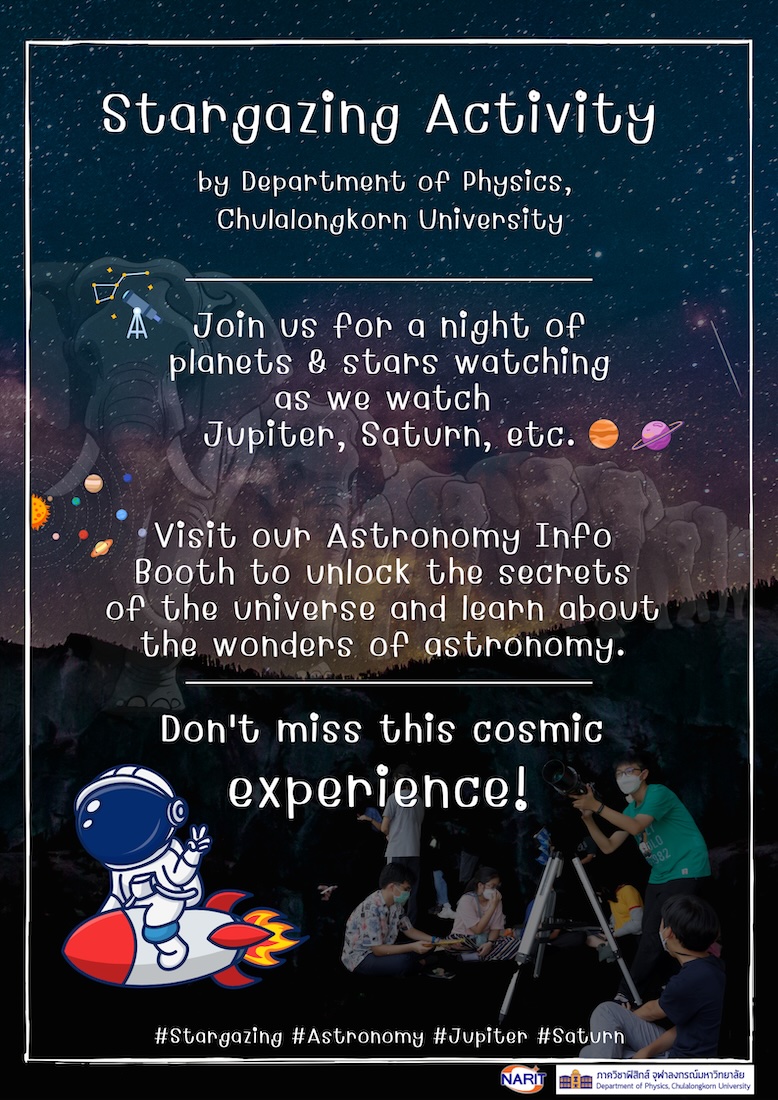 Stargazing Activity
by Department of Physics,
Chulalongkorn University
Join us for a night of
planets & stars watching
as we watch
Jupiter, Saturn, etc.
Visit our Astronomy Info
Booth to unlock the secrets
of the universe and learn about
the wonders of astronomy.
Don't miss this cosmic
experience!
#Stargazing #Astronomy #Jupiter #Saturn
NARIT
ภาควิชาฟิสิกส์ จุฬาลงกรณ์มหาวิทยาลัย
Department of Physics, Chulalongkorn University